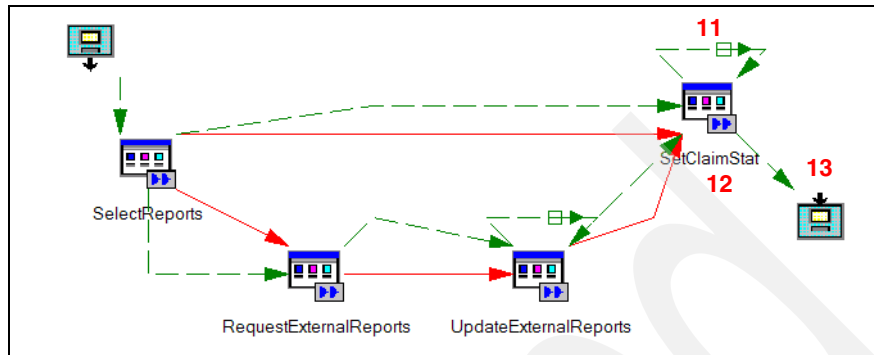 11
SetClaimStat
13
12
SelectReports
RequestExternalReports
UpdateExternalReports